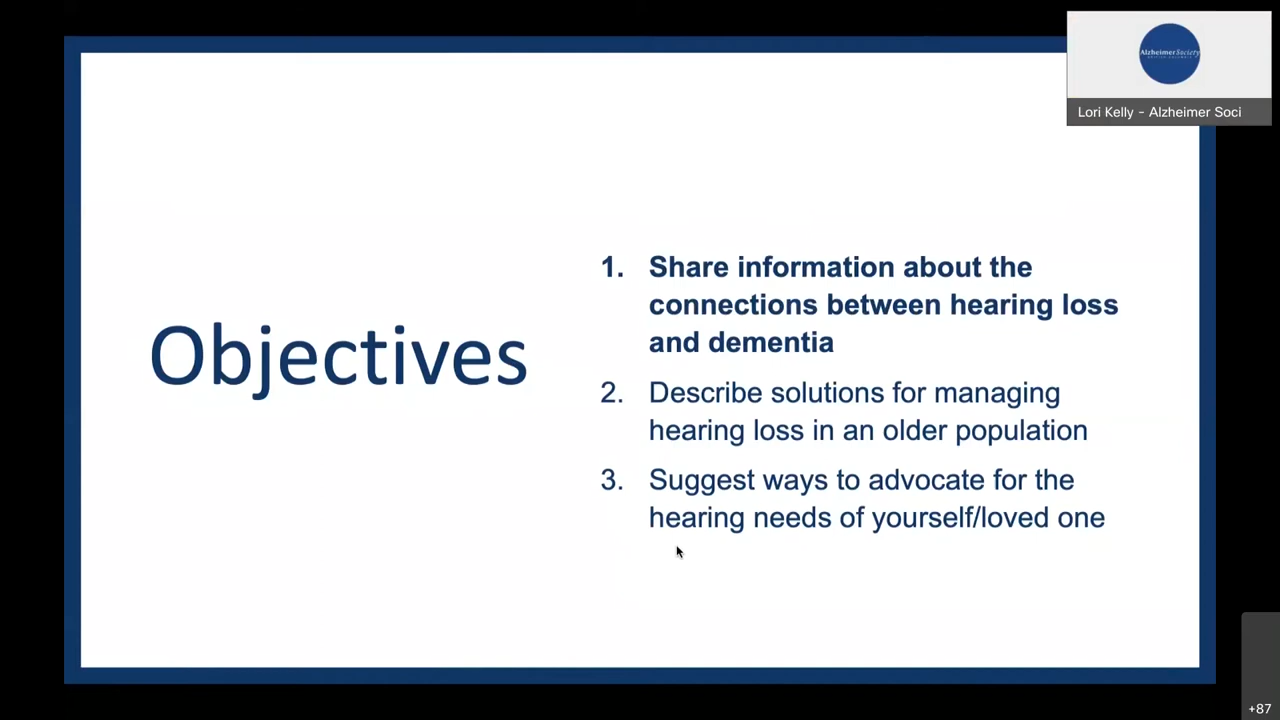 AlzheimerSociety
Lori Kelly - Alzheimer Soci
Objectives
1. Share information about the
connections between hearing loss
and dementia
2. Describe solutions for managing
hearing loss in an older population
3. Suggest ways to advocate for the
hearing needs of yourself/loved one
+87